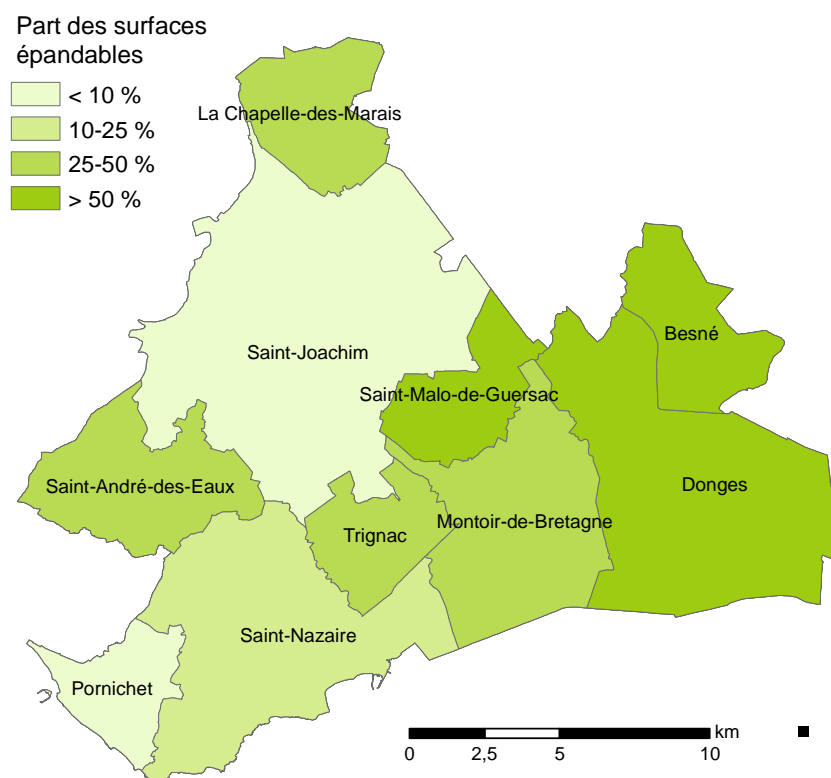 Part des surfaces
épandables
< 10 %
10-25 %
25-50 %
> 50 %
La Chapelle-des-Marais
Saint-Joachim
Besné
Saint-Malo-de-Guersac
Saint-André-des-Eaux
Donges
Trignac
Montoir-de-Bretagne
Saint-Nazaire
Pornichet
km
0 2,5 5 10